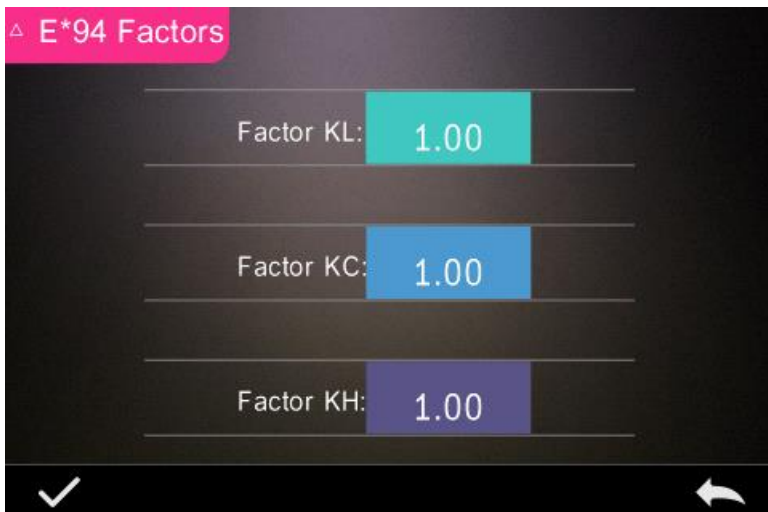 △ E*94 Factors
Factor KL: 1.00
Factor KC: 1.00
Factor KH: 1.00